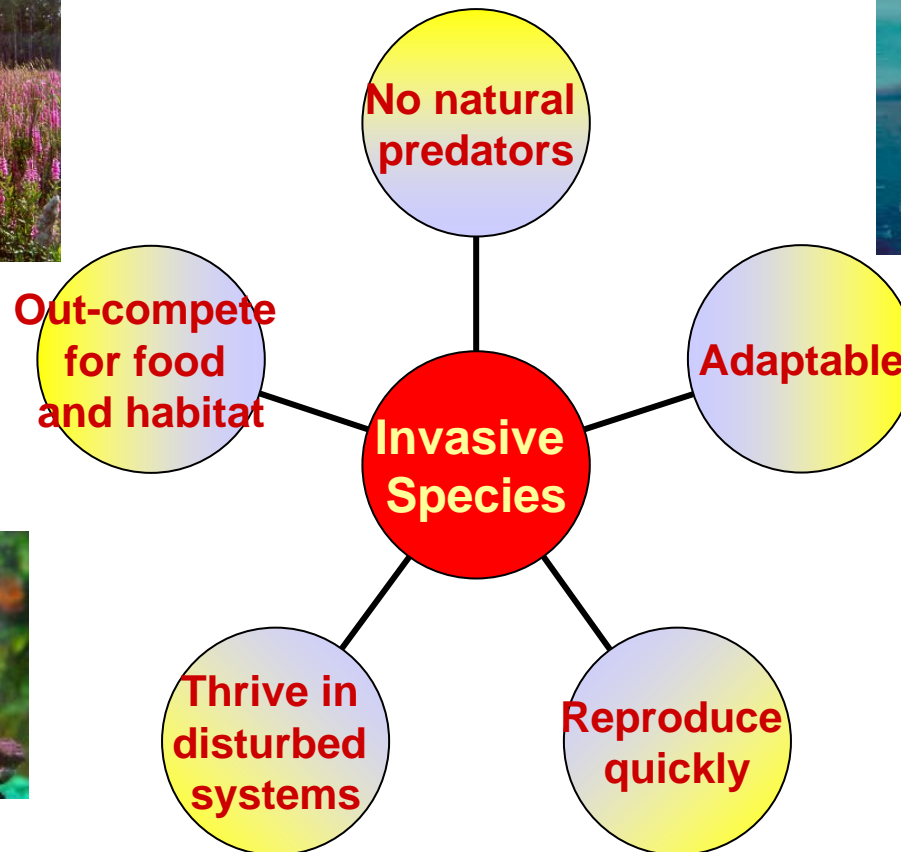 No natural
predators
Out-compete
for food
and habitat
Adaptable
Invasive
Species
Thrive in
disturbed
systems
Reproduce
quickly